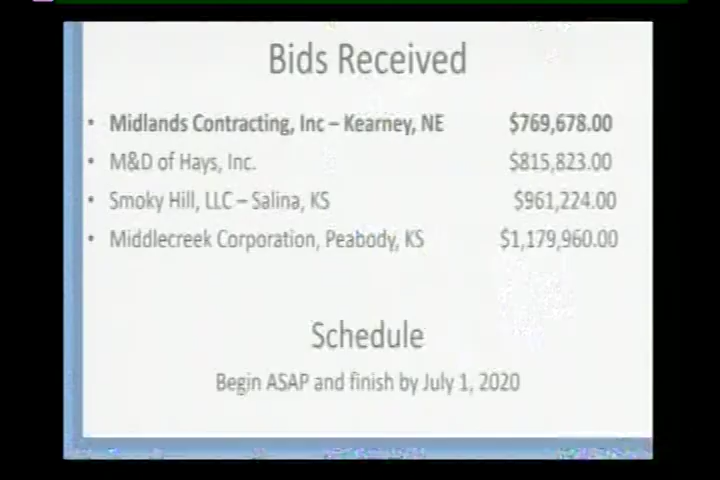 Bids Received
• Midlands Contracting, Inc – Kearney, NE $769,678.00
• M&D of Hays, Inc. $815,823.00
• Smoky Hill, LLC – Salina, KS $961,224.00
• Middlecreek Corporation, Peabody, KS $1,179,960.00
Schedule
Begin ASAP and finish by July 1, 2020